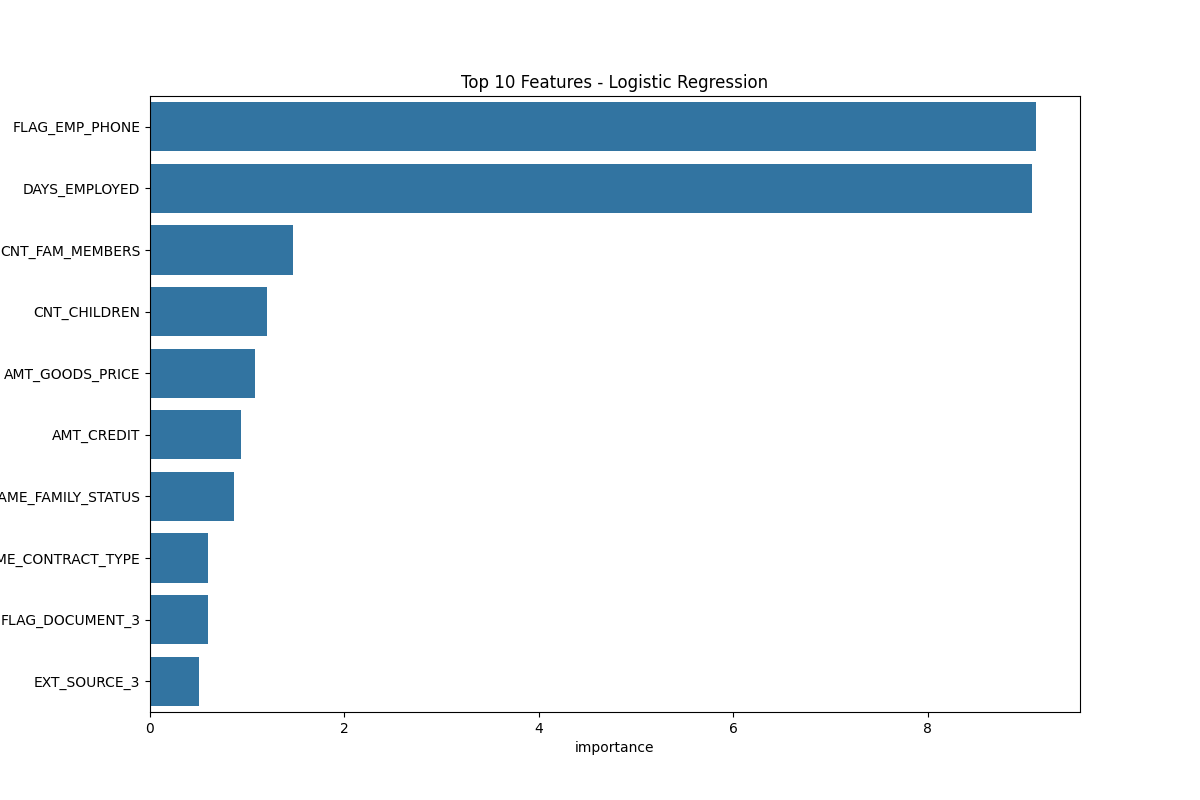 Top 10 Features - Logistic Regression
FLAG_EMP_PHONE
DAYS_EMPLOYED
CNT_FAM_MEMBERS
CNT_CHILDREN
AMT_GOODS_PRICE
AMT_CREDIT
AME_FAMILY_STATUS
ME_CONTRACT_TYPE
FLAG_DOCUMENT_3
EXT_SOURCE_3
0 2 4 6 8
importance